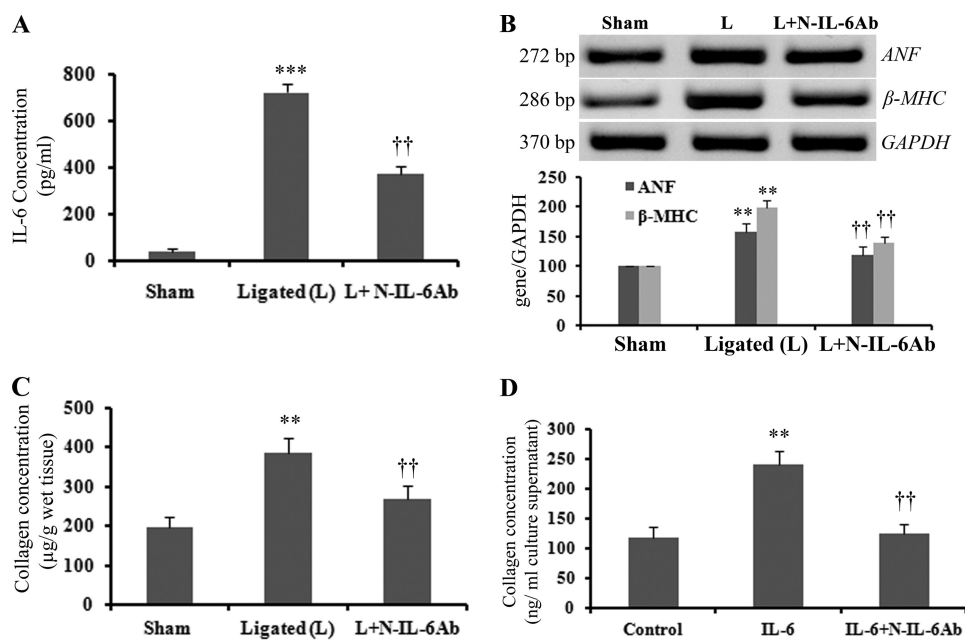 A
IL-6 Concentration
(pg/ml)
800
600
400
200
0
***
††
Sham Ligated (L) L+ N-IL-6Ab
B
Sham L L+N-IL-6Ab
272 bp ANF
286 bp β-MHC
370 bp GAPDH
gene/GAPDH
250
200
150
100
50
0
ANF
β-MHC
** **
†† ††
Sham Ligated (L) L+N-IL-6Ab
C
Collagen concentration
(µg/g wet tissue)
500
400
300
200
100
0
**
††
Sham Ligated (L) L+N-IL-6Ab
D
Collagen concentration
(ng/ ml culture supernatant)
300
250
200
150
100
50
0
**
††
Control IL-6 IL-6+N-IL-6Ab